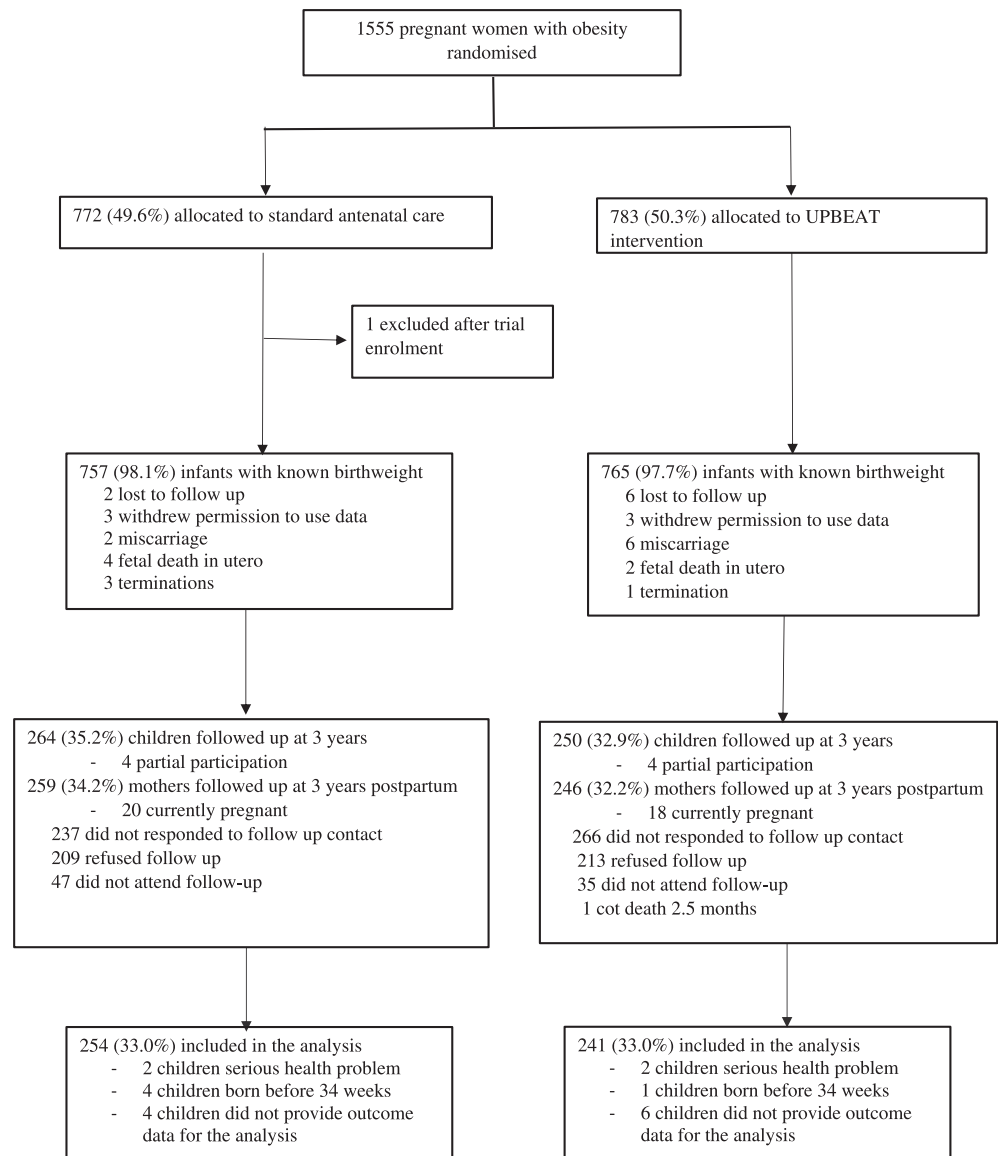 1555 pregnant women with obesity
randomised
772 (49.6%) allocated to standard antenatal care
783 (50.3%) allocated to UPBEAT
intervention
1 excluded after trial
enrolment
757 (98.1%) infants with known birthweight
2 lost to follow up
3 withdrew permission to use data
2 miscarriage
4 fetal death in utero
3 terminations
765 (97.7%) infants with known birthweight
6 lost to follow up
3 withdrew permission to use data
6 miscarriage
2 fetal death in utero
1 termination
264 (35.2%) children followed up at 3 years
- 4 partial participation
259 (34.2%) mothers followed up at 3 years postpartum
- 20 currently pregnant
237 did not responded to follow up contact
209 refused follow up
47 did not attend follow-up
250 (32.9%) children followed up at 3 years
- 4 partial participation
246 (32.2%) mothers followed up at 3 years postpartum
- 18 currently pregnant
266 did not responded to follow up contact
213 refused follow up
35 did not attend follow-up
1 cot death 2.5 months
254 (33.0%) included in the analysis
- 2 children serious health problem
- 4 children born before 34 weeks
- 4 children did not provide outcome
data for the analysis
241 (33.0%) included in the analysis
- 2 children serious health problem
- 1 children born before 34 weeks
- 6 children did not provide outcome
data for the analysis